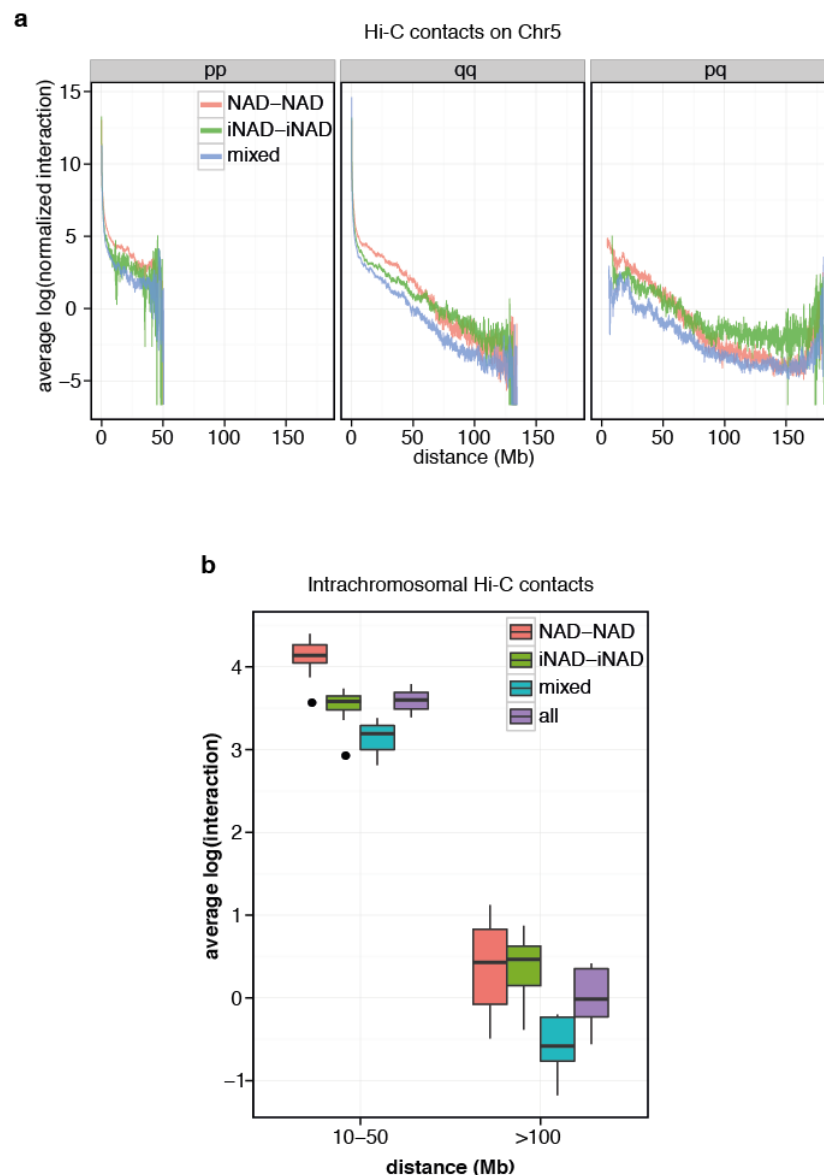 a
Hi-C contacts on Chr5
pp qq pq
NAD–NAD
iNAD–iNAD
mixed
average log(normalized interaction)
15
10
5
0
−5
0 50 100 150 0 50 100 150 0 50 100 150
distance (Mb)
b
Intrachromosomal Hi-C contacts
NAD–NAD
iNAD–iNAD
mixed
all
average log(interaction)
4
3
2
1
0
−1
10–50 >100
distance (Mb)